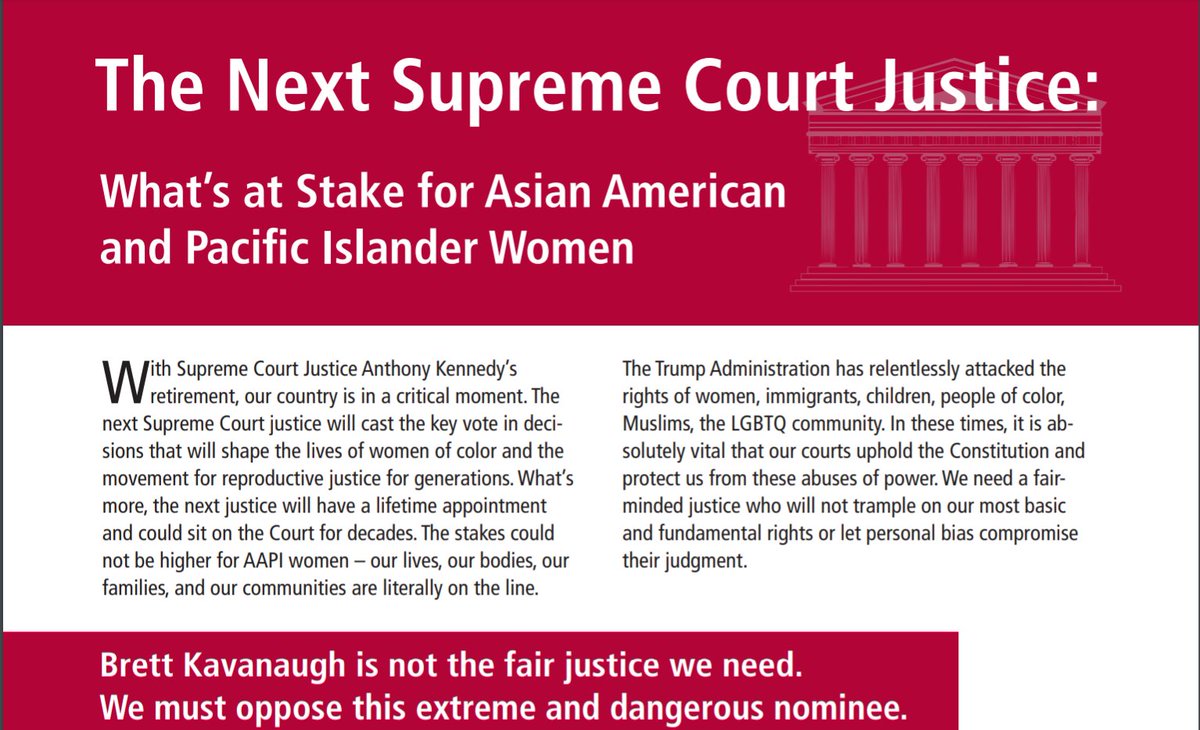 The Next Supreme Court Justice:
What's at Stake for Asian American
and Pacific Islander Women
With Supreme Court Justice Anthony Kennedy's
retirement, our country is in a critical moment. The
next Supreme Court justice will cast the key vote in deci-
sions that will shape the lives of women of color and the
movement for reproductive justice for generations. What's
more, the next justice will have a lifetime appointment
and could sit on the Court for decades. The stakes could
not be higher for AAPI women – our lives, our bodies, our
families, and our communities are literally on the line.
The Trump Administration has relentlessly attacked the
rights of women, immigrants, children, people of color,
Muslims, the LGBTQ community. In these times, it is ab-
solutely vital that our courts uphold the Constitution and
protect us from these abuses of power. We need a fair-
minded justice who will not trample on our most basic
and fundamental rights or let personal bias compromise
their judgment.
Brett Kavanaugh is not the fair justice we need.
We must oppose this extreme and dangerous nominee.